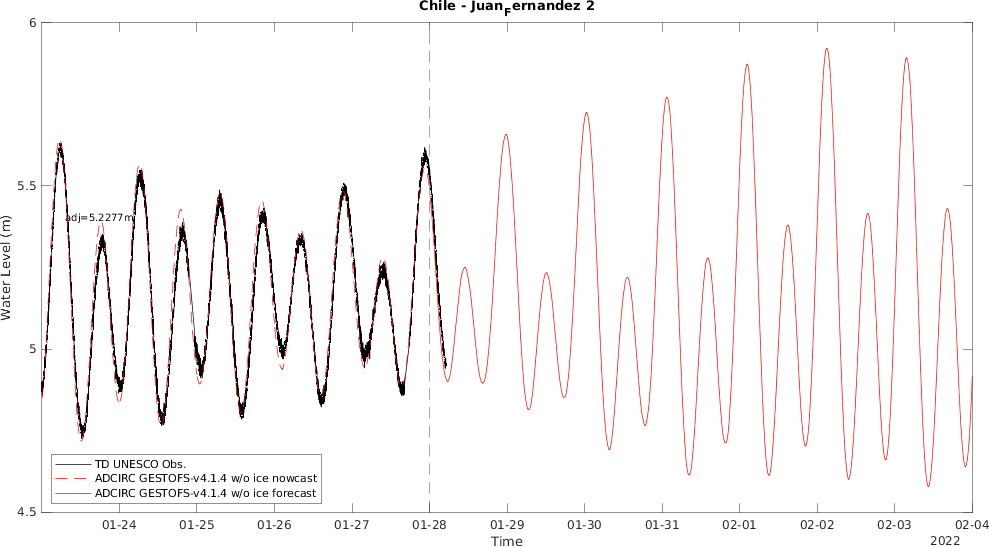 Chile - Juan_Fernandez 2
6
5.5
5
4.5
Water Level (m)
adj=5.2277m
TD UNESCO Obs.
ADCIRC GESTOFS-v4.1.4 w/o ice nowcast
ADCIRC GESTOFS-v4.1.4 w/o ice forecast
01-24 01-25 01-26 01-27 01-28 01-29 01-30 01-31 02-01 02-02 02-03 02-04
Time
2022